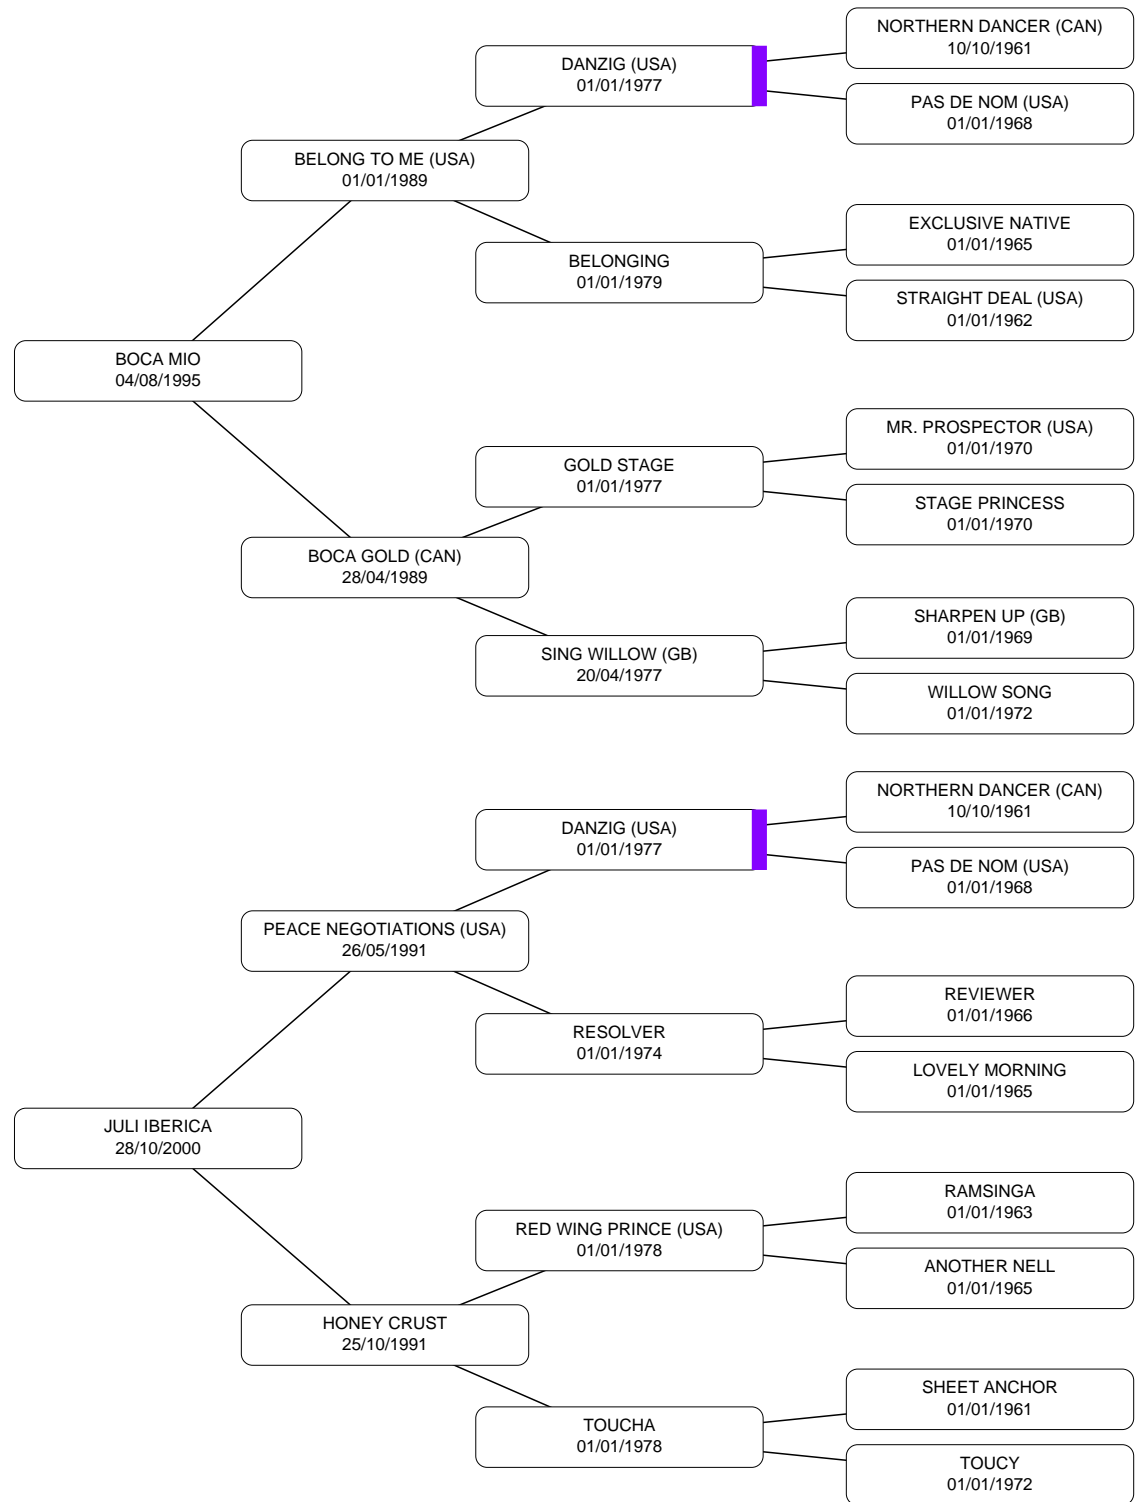 NORTHERN DANCER (CAN)
10/10/1961
DANZIG (USA)
01/01/1977
PAS DE NOM (USA)
01/01/1968
BELONG TO ME (USA)
01/01/1989
EXCLUSIVE NATIVE
01/01/1965
BELONGING
01/01/1979
STRAIGHT DEAL (USA)
01/01/1962
BOCA MIO
04/08/1995
MR. PROSPECTOR (USA)
01/01/1970
GOLD STAGE
01/01/1977
STAGE PRINCESS
01/01/1970
BOCA GOLD (CAN)
28/04/1989
SHARPEN UP (GB)
01/01/1969
SING WILLOW (GB)
20/04/1977
WILLOW SONG
01/01/1972
NORTHERN DANCER (CAN)
10/10/1961
DANZIG (USA)
01/01/1977
PAS DE NOM (USA)
01/01/1968
PEACE NEGOTIATIONS (USA)
26/05/1991
REVIEWER
01/01/1966
RESOLVER
01/01/1974
LOVELY MORNING
01/01/1965
JULI IBERICA
28/10/2000
RAMSINGA
01/01/1963
RED WING PRINCE (USA)
01/01/1978
ANOTHER NELL
01/01/1965
HONEY CRUST
25/10/1991
SHEET ANCHOR
01/01/1961
TOUCHA
01/01/1978
TOUCY
01/01/1972